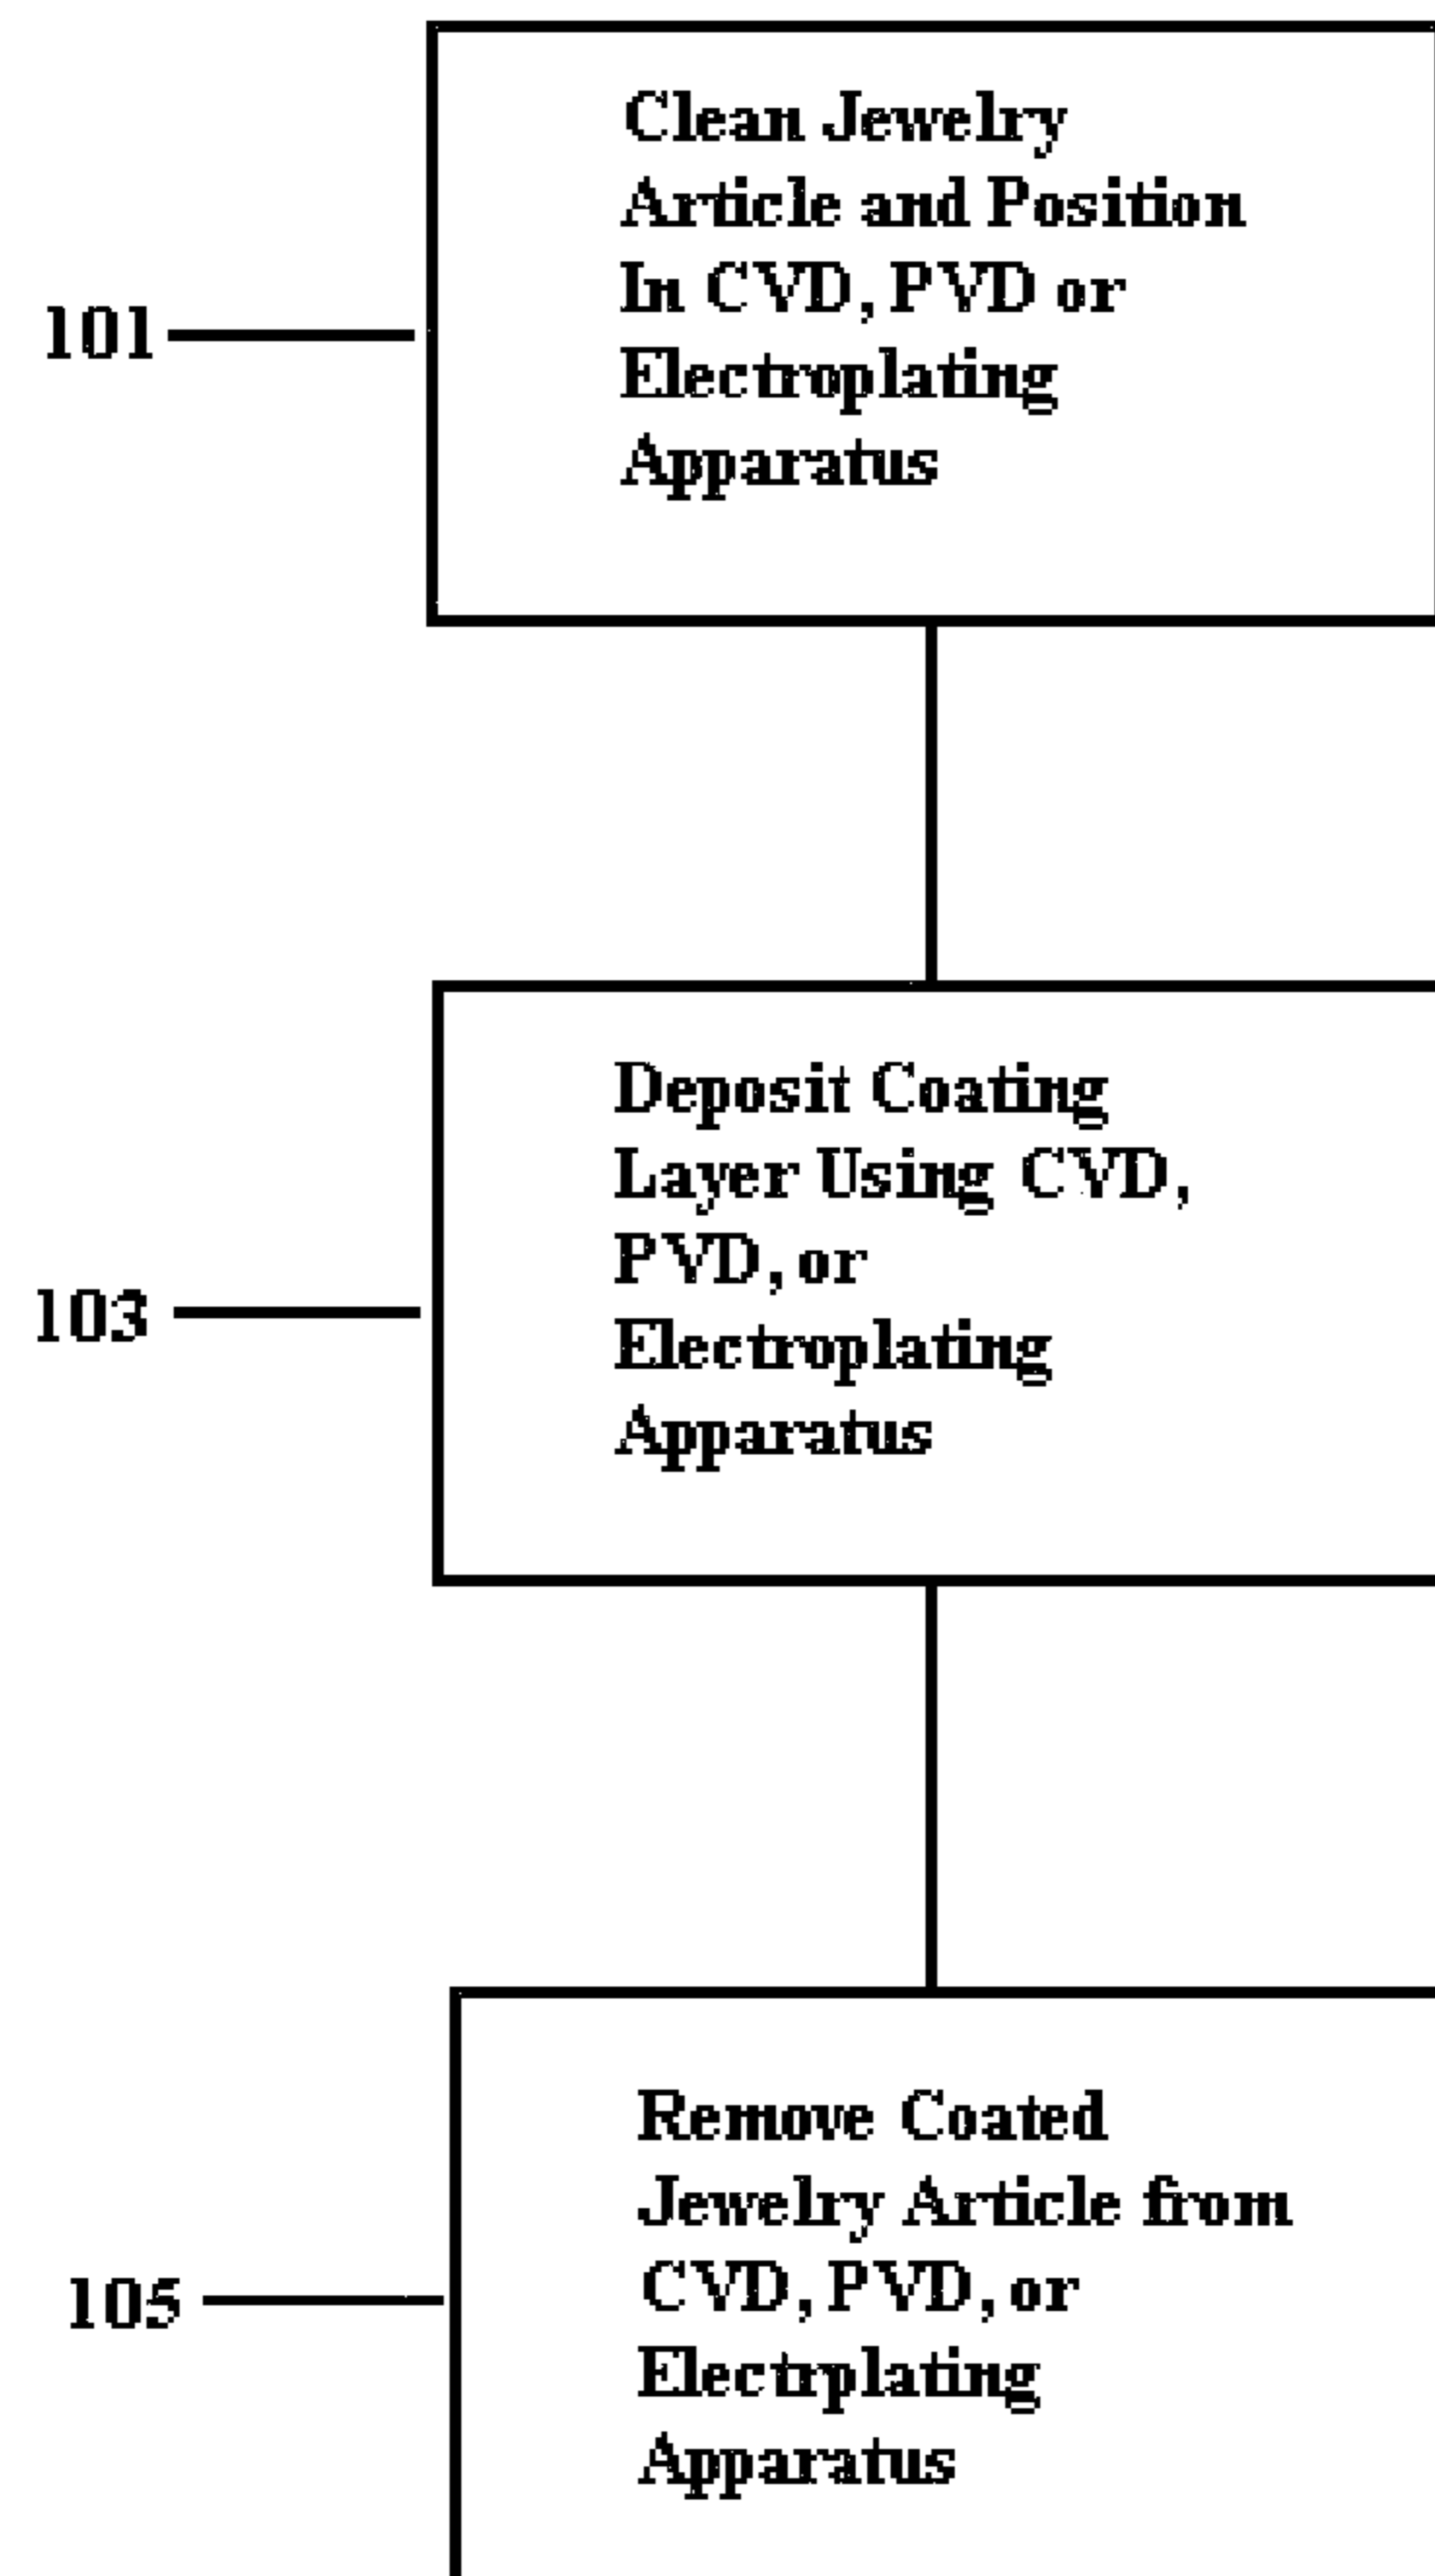 Clean Jewelry
Article and Position
In CVD, PVD or
101
Electroplating
Apparatus
Deposit Coating
Layer Using CVD,
PVD, or
103
Electroplating
Apparatus
Remove Coated
Jewelry Article from
CVD, PVD, or
105
Electrplating
Apparatus